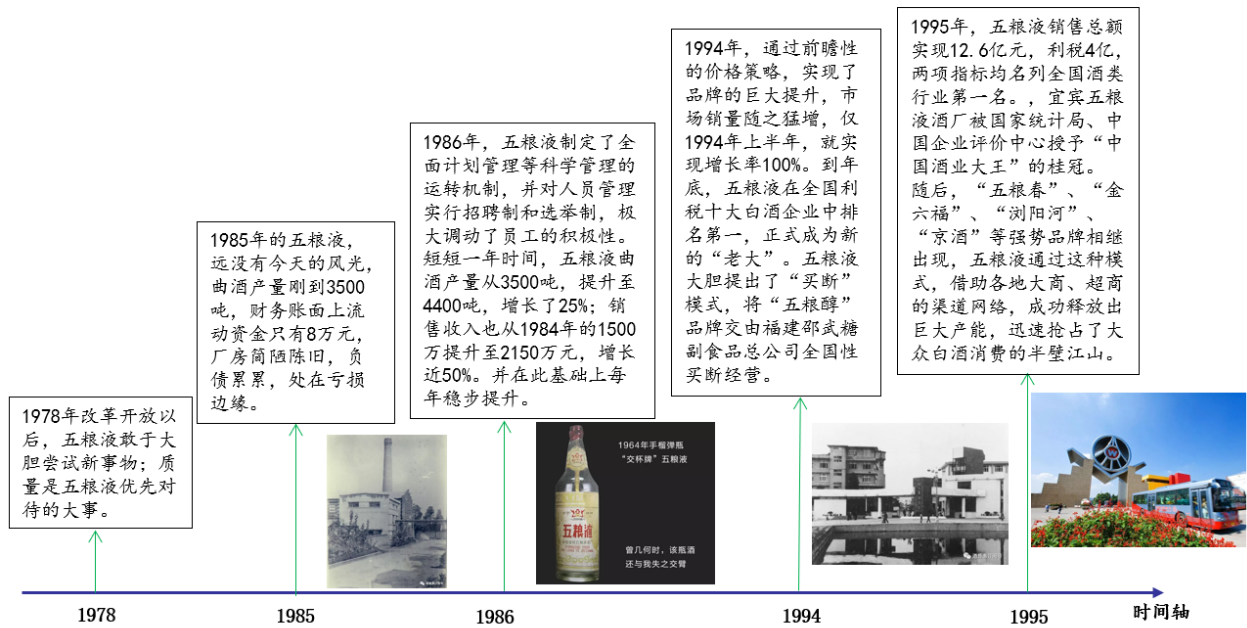 1978年改革开放以
后，五粮液敢于大
胆尝试新事物；质
量是五粮液优先对
待的大事。
1985年的五粮液，
远没有今天的风光，
曲酒产量刚到3500
吨，财务账面上流
动资金只有8万元，
厂房简陋陈旧，负
债累累，处在亏损
边缘。
1986年，五粮液制定了全
面计划管理等科学管理的
运转机制，并对人员管理
实行招聘制和选举制，极
大调动了员工的积极性。
短短一年时间，五粮液曲
酒产量从3500吨，提升至
4400吨，增长了25%；销
售收入也从1984年的1500
万提升至2150万元，增长
近50%。并在此基础上每
年稳步提升。
1994年，通过前瞻性
的价格策略，实现了
品牌的巨大提升，市
场销量随之猛增，仅
1994年上半年，就实
现增长率100%。到年
底，五粮液在全国利
税十大白酒企业中排
名第一，正式成为新
的“老大”。五粮液
大胆提出了“买断”
模式，将“五粮醇”
品牌交由福建邵武糖
副食品总公司全国性
买断经营。
1995年，五粮液销售总额
实现12.6亿元，利税4亿，
两项指标均名列全国酒类
行业第一名。，宜宾五粮
液酒厂被国家统计局、中
国企业评价中心授予“中
国酒业大王”的桂冠。
随后，“五粮春”、“金
六福”、“浏阳河”、
“京酒”等强势品牌相继
出现，五粮液通过这种模
式，借助各地大商、超商
的渠道网络，成功释放出
巨大产能，迅速抢占了大
众白酒消费的半壁江山。
1964年手榴弹瓶
“交杯牌”五粮液
五粮液
曾几何时，该瓶酒
还与我失之交臂
W
1978
1985
1986
1994
1995
时间轴